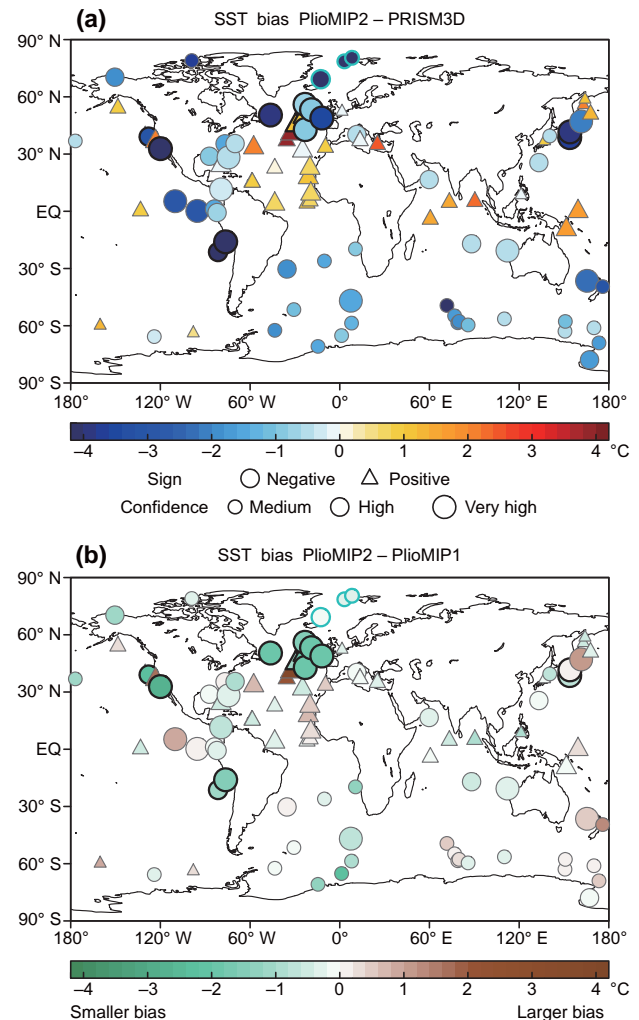 (a)
SST bias PlioMIP2 – PRISM3D
90° N
60° N
30° N
EQ
30° S
60° S
90° S
180° 120° W 60° W 0° 60° E 120° E 180°
–4 –3 –2 –1 0 1 2 3 4 °C
Sign Negative Positive
Confidence Medium High Very high
(b)
SST bias PlioMIP2 – PlioMIP1
90° N
60° N
30° N
EQ
30° S
60° S
90° S
180° 120° W 60° W 0° 60° E 120° E 180°
–4 –3 –2 –1 0 1 2 3 4 °C
Smaller bias Larger bias